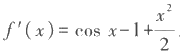 f′(x)=cos x-1+x²/2.